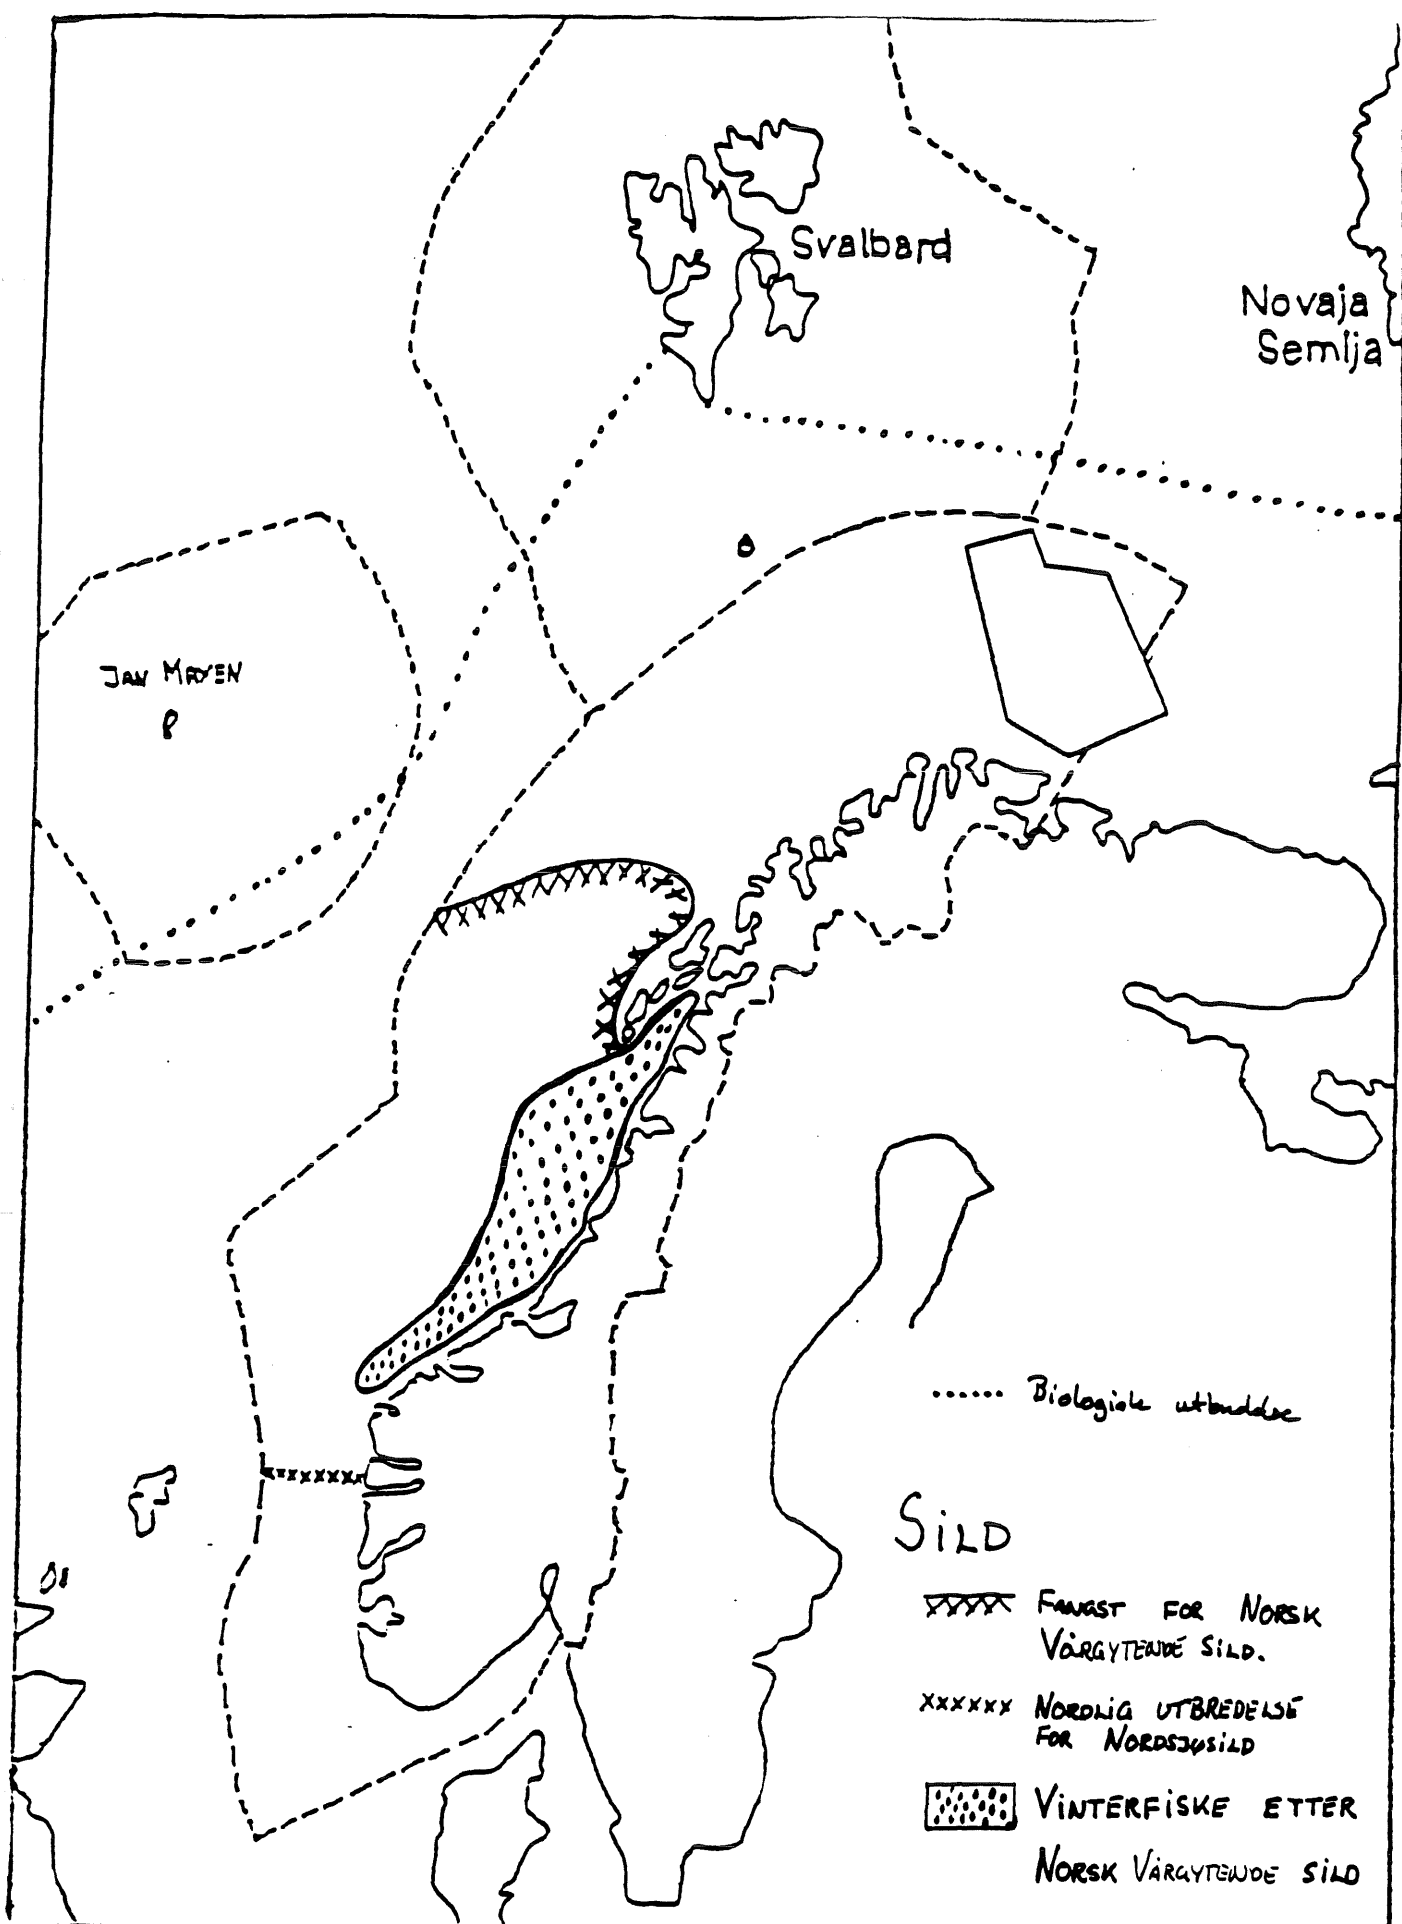 Svalbard
Novaja
Semlja
JAN MAYEN
...... Biologisk utbredelse
SILD
FANGST FOR NORSK
VÅRGYTENDE SILD.
xxxxxx NORDLIG UTBREDELSE
FOR NORDSJØSILD
VINTERFISKE ETTER
NORSK VÅRGYTENDE SILD